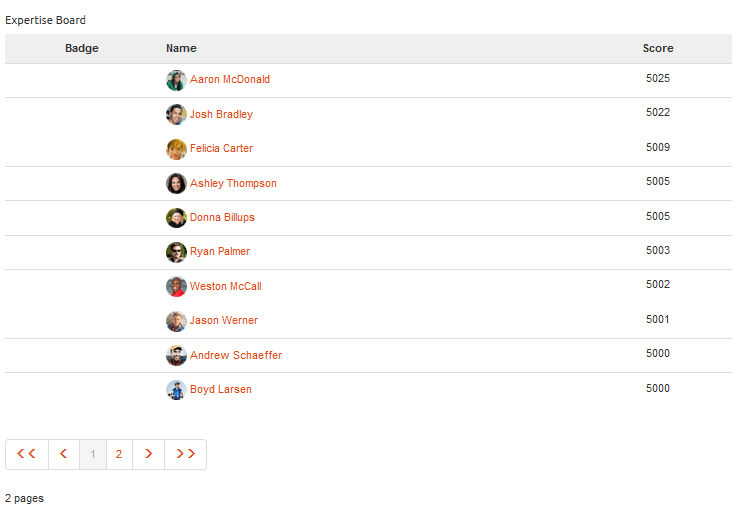 Expertise Board
Badge Name Score
Aaron McDonald 5025
Josh Bradley 5022
Felicia Carter 5009
Ashley Thompson 5005
Donna Billups 5005
Ryan Palmer 5003
Weston McCall 5002
Jason Werner 5001
Andrew Schaeffer 5000
Boyd Larsen 5000
<< < 1 2 > >>
2 pages